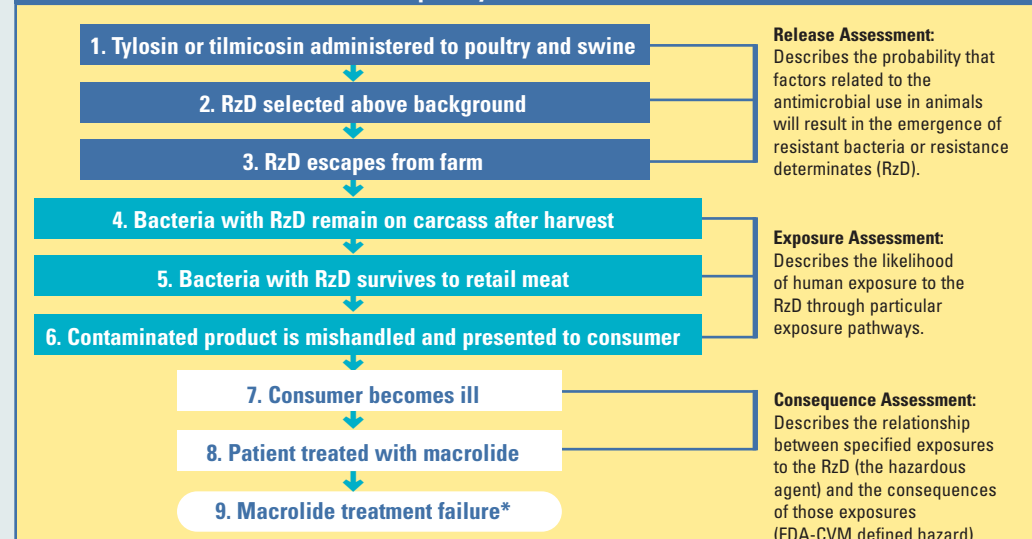 1. Tylosin or tilmicosin administered to poultry and swine
2. RzD selected above background
3. RzD escapes from farm
Release Assessment:
Describes the probability that
factors related to the
antimicrobial use in animals
will result in the emergence of
resistant bacteria or resistance
determinates (RzD).
4. Bacteria with RzD remain on carcass after harvest
5. Bacteria with RzD survives to retail meat
6. Contaminated product is mishandled and presented to consumer
Exposure Assessment:
Describes the likelihood
of human exposure to the
RzD through particular
exposure pathways.
7. Consumer becomes ill
8. Patient treated with macrolide
9. Macrolide treatment failure*
Consequence Assessment:
Describes the relationship
between specified exposures
to the RzD (the hazardous
agent) and the consequences
of those exposures
(FDA-CVM defined hazard)